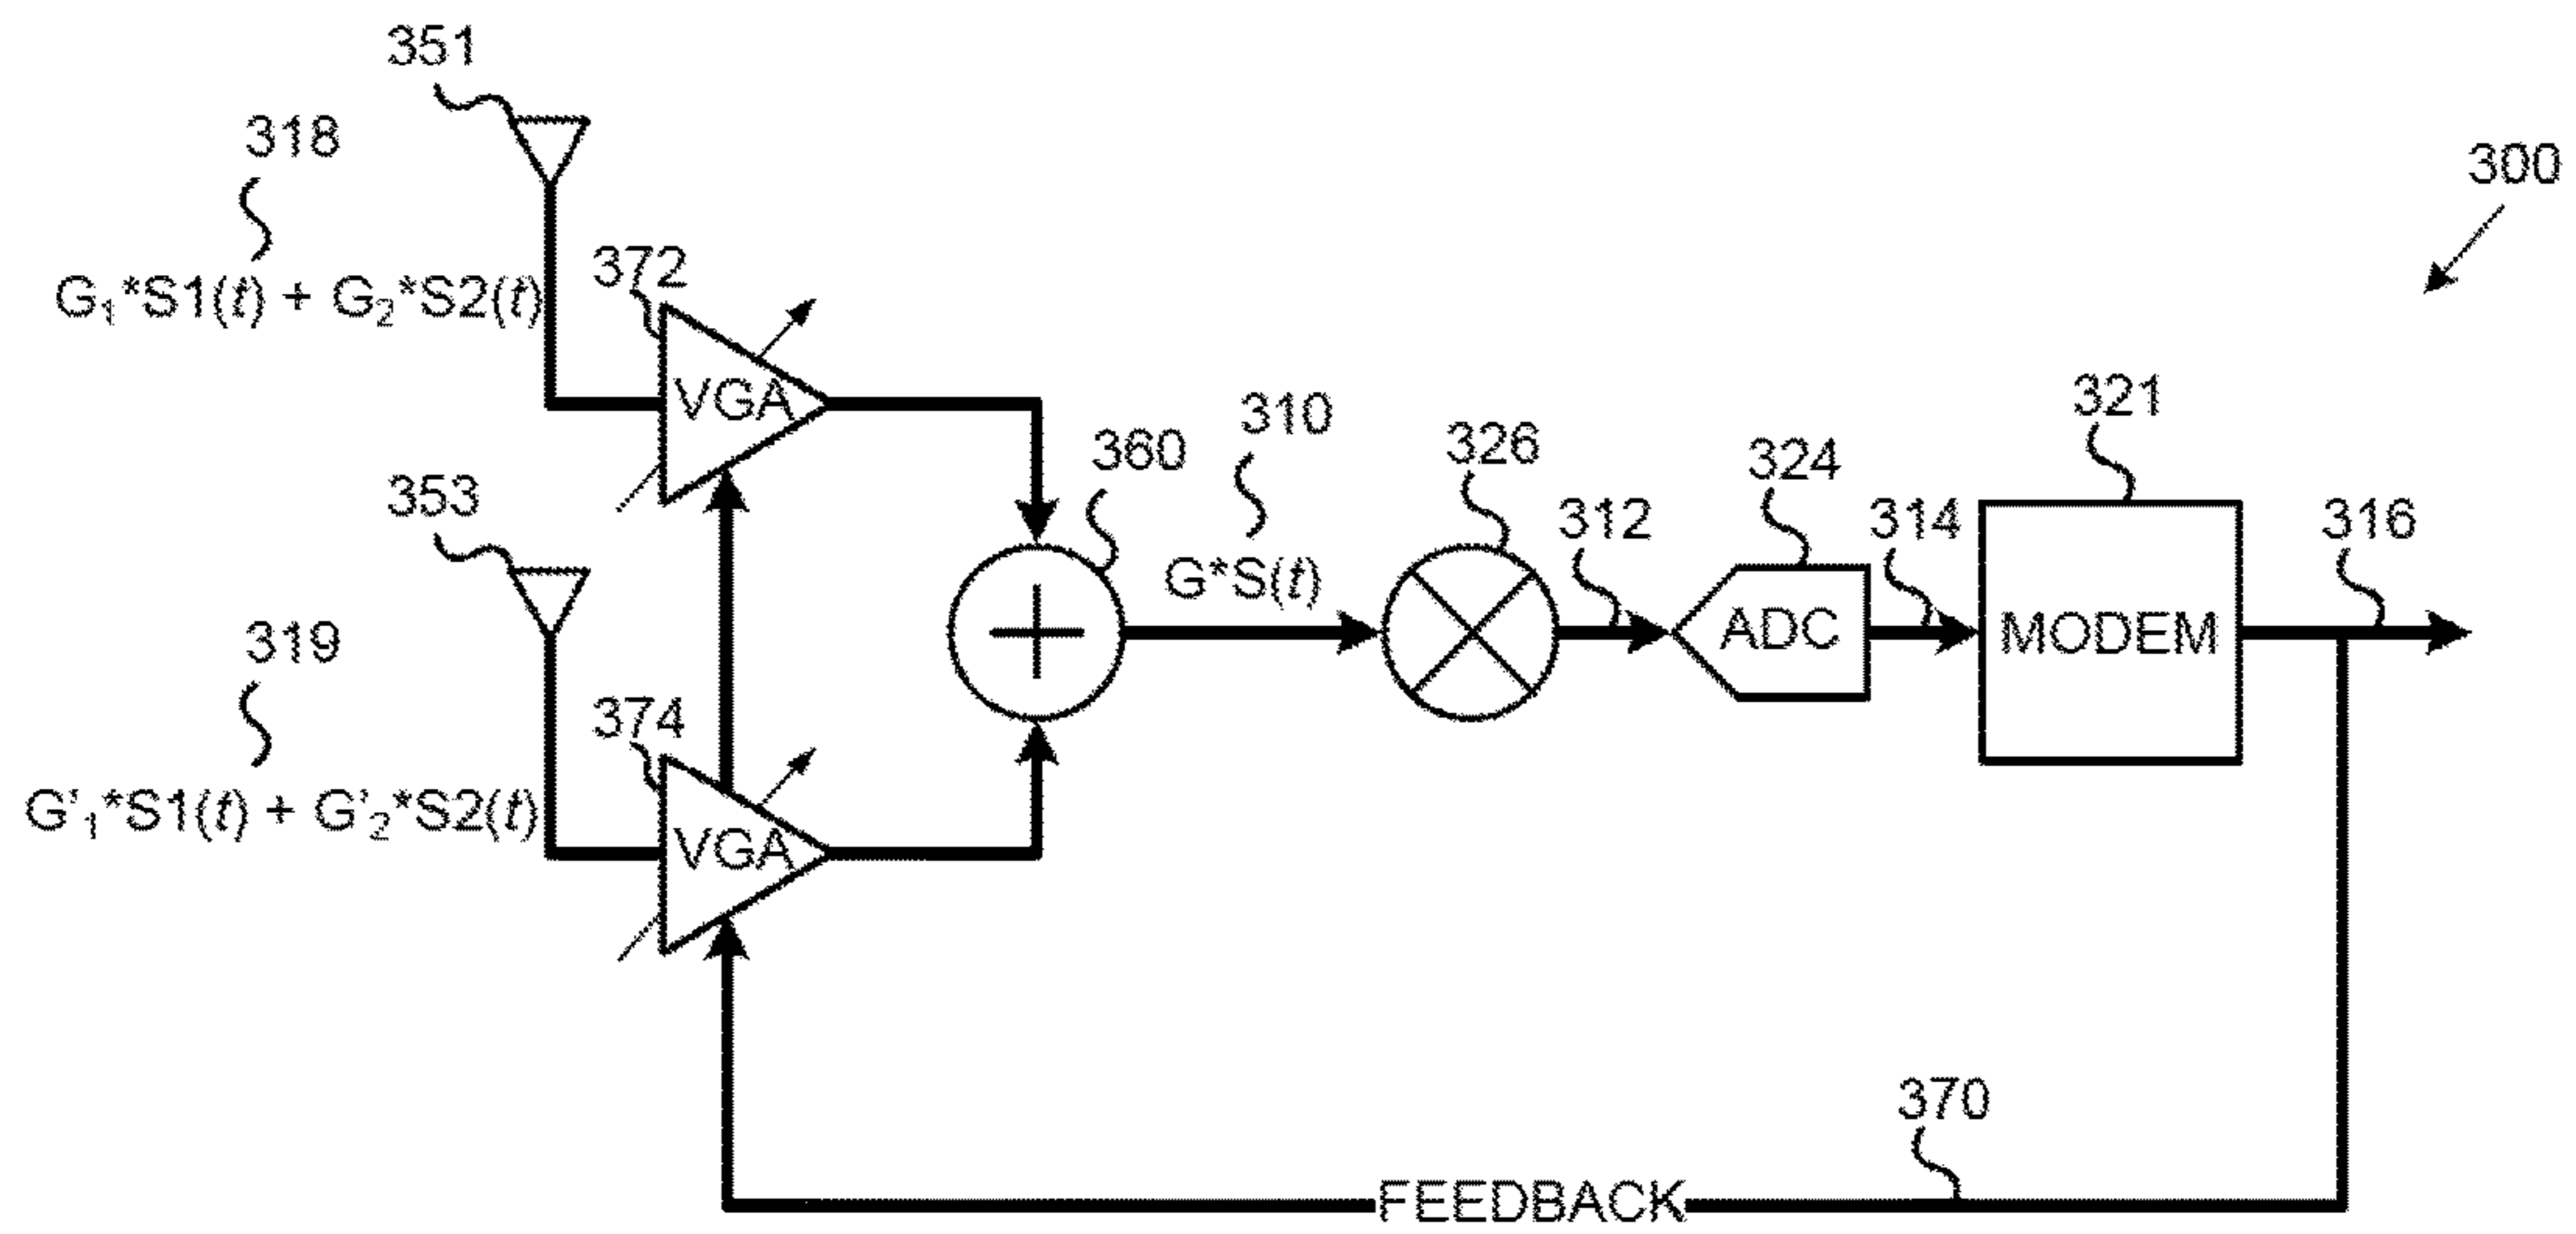 351
318
300
372
G₁*S1(t) + G₂*S2(t)
VGA
310
321
360
326
324
353
312
314
316
G*S(t)
319
ADC
MODEM
374
G'₁*S1(t) + G'₂*S2(t)
VGA
370
FEEDBACK